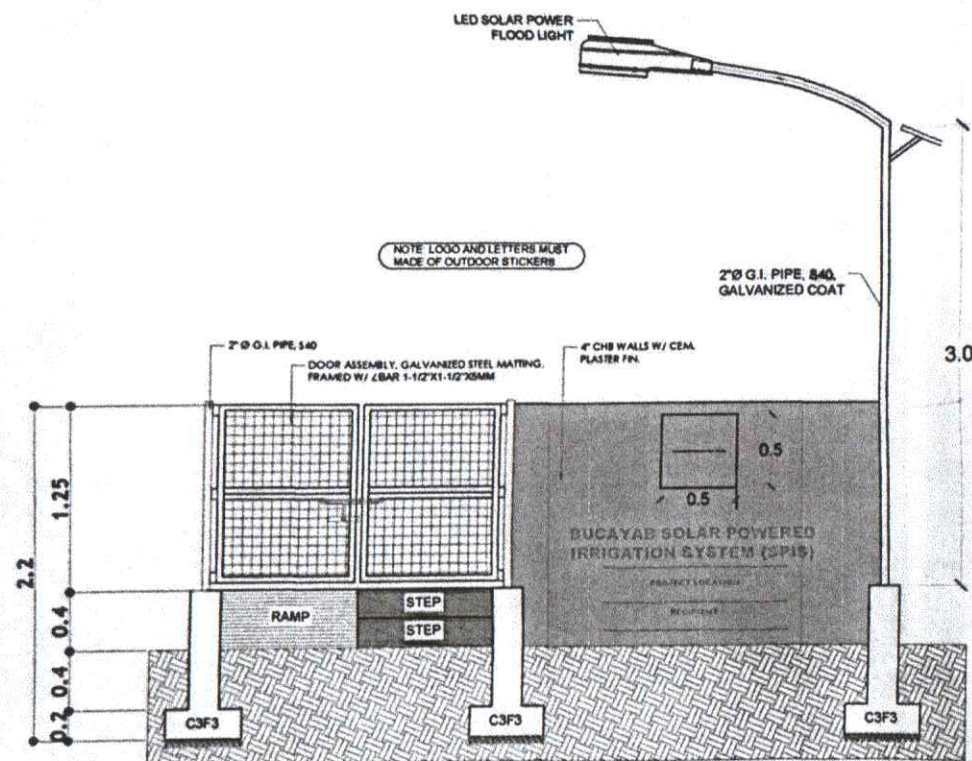 LED SOLAR POWER
FLOOD LIGHT
NOTE LOGO AND LETTERS MUST
MADE OF OUTDOOR STICKERS
2"Ø G.I. PIPE, S40,
GALVANIZED COAT
2" Ø G.I. PIPE, S40
DOOR ASSEMBLY, GALVANIZED STEEL MATTING,
FRAMED W/ ∠BAR 1-1/2"X1-1/2"X5MM
4" CHB WALLS W/ CEM.
PLASTER FIN.
3.0
2.2
1.25
0.4
0.4
0.2
0.5
0.5
BUCAYAB SOLAR POWERED
IRRIGATION SYSTEM (SPIS)
PROJECT LOCATION
RECIPIENT
RAMP
STEP
STEP
C3F3
C3F3
C3F3